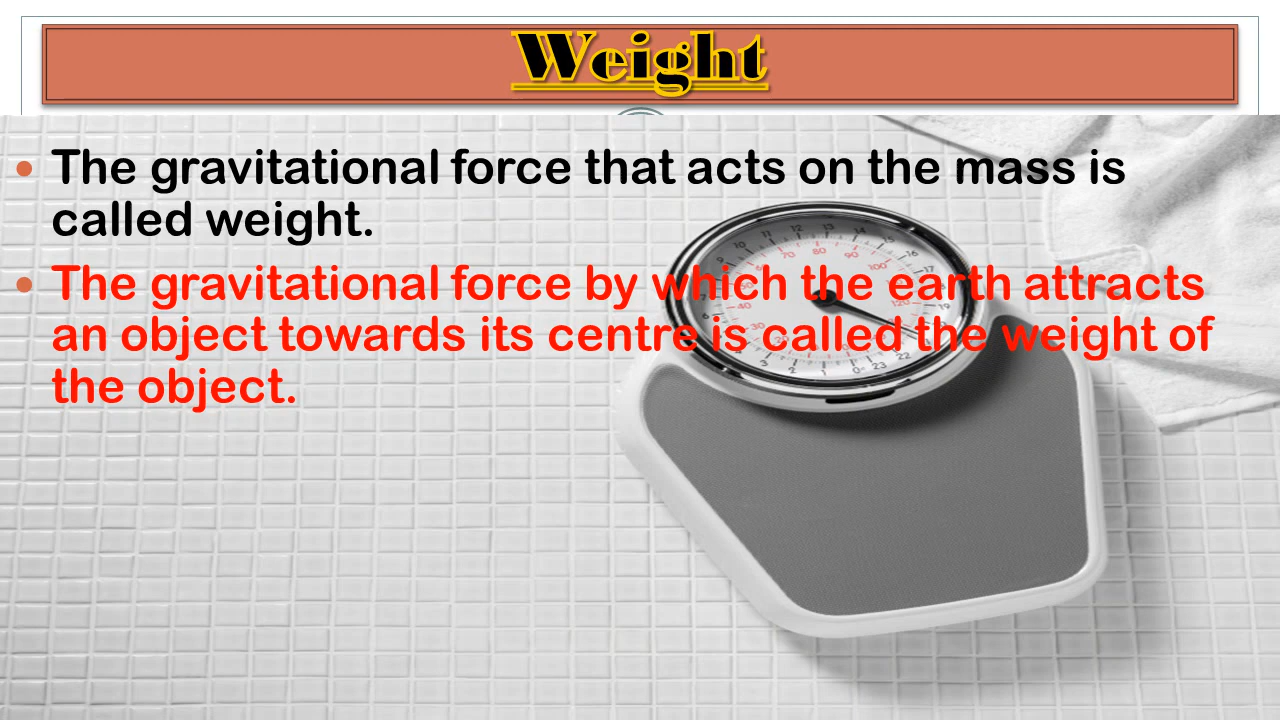 Weight
• The gravitational force that acts on the mass is
called weight.
• The gravitational force by which the earth attracts
an object towards its centre is called the weight of
the object.